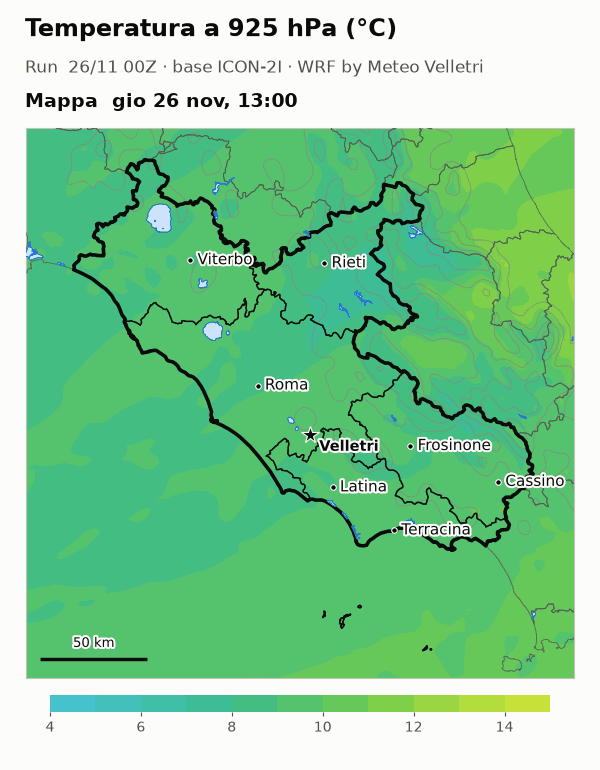 Temperatura a 925 hPa (°C)
Run  26/11 00Z · base ICON-2I · WRF by Meteo Velletri
Mappa  gio 26 nov, 13:00
Viterbo
Rieti
Roma
Velletri
Frosinone
Latina
Cassino
Terracina
50 km
4 6 8 10 12 14